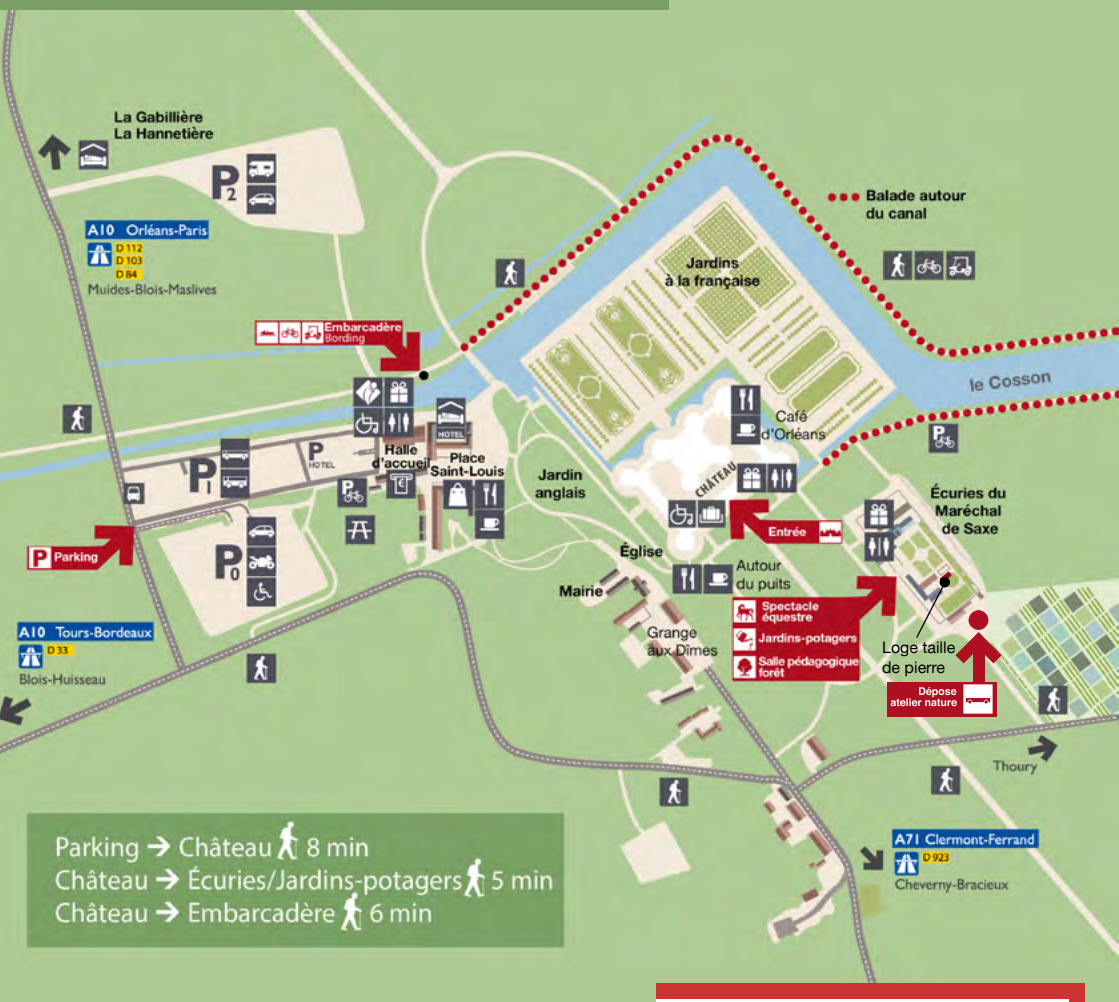 La Gabillière
La Hannetière
P2
A10 Orléans-Paris
D 112
D 103
D 84
Muides-Blois-Maslives
Balade autour
du canal
Jardins
à la française
Embarcadère
Bording
le Cosson
HOTEL
Café
d'Orléans
P
HOTEL
Halle
d'accueil
Place
Saint-Louis
Jardin
anglais
CHÂTEAU
P1
P
€
P
Écuries du
Maréchal
de Saxe
Entrée
P Parking
P0
Église
Mairie
Autour
du puits
Spectacle
équestre
Jardins-potagers
Salle pédagogique
forêt
Grange
aux Dîmes
Loge taille
de pierre
Dépose
atelier nature
A10 Tours-Bordeaux
D 33
Blois-Huisseau
Thoury
A71 Clermont-Ferrand
D 923
Cheverny-Bracieux
Parking → Château 8 min
Château → Écuries/Jardins-potagers 5 min
Château → Embarcadère 6 min